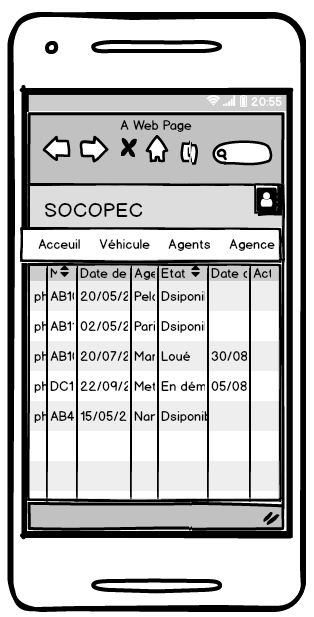 20:55
A Web Page
SOCOPEC
Acceuil Véhicule Agents Agence
Date de Age Etat Date Act
ph AB10 20/05/2 Pelo Dsiponi
ph AB1 02/05/2 Pari Dsiponi
ph AB1 20/07/2 Mar Loué 30/08
ph DC1 22/09/2 Met En dém 05/08
ph AB4 15/05/2 Nar Dsiponib